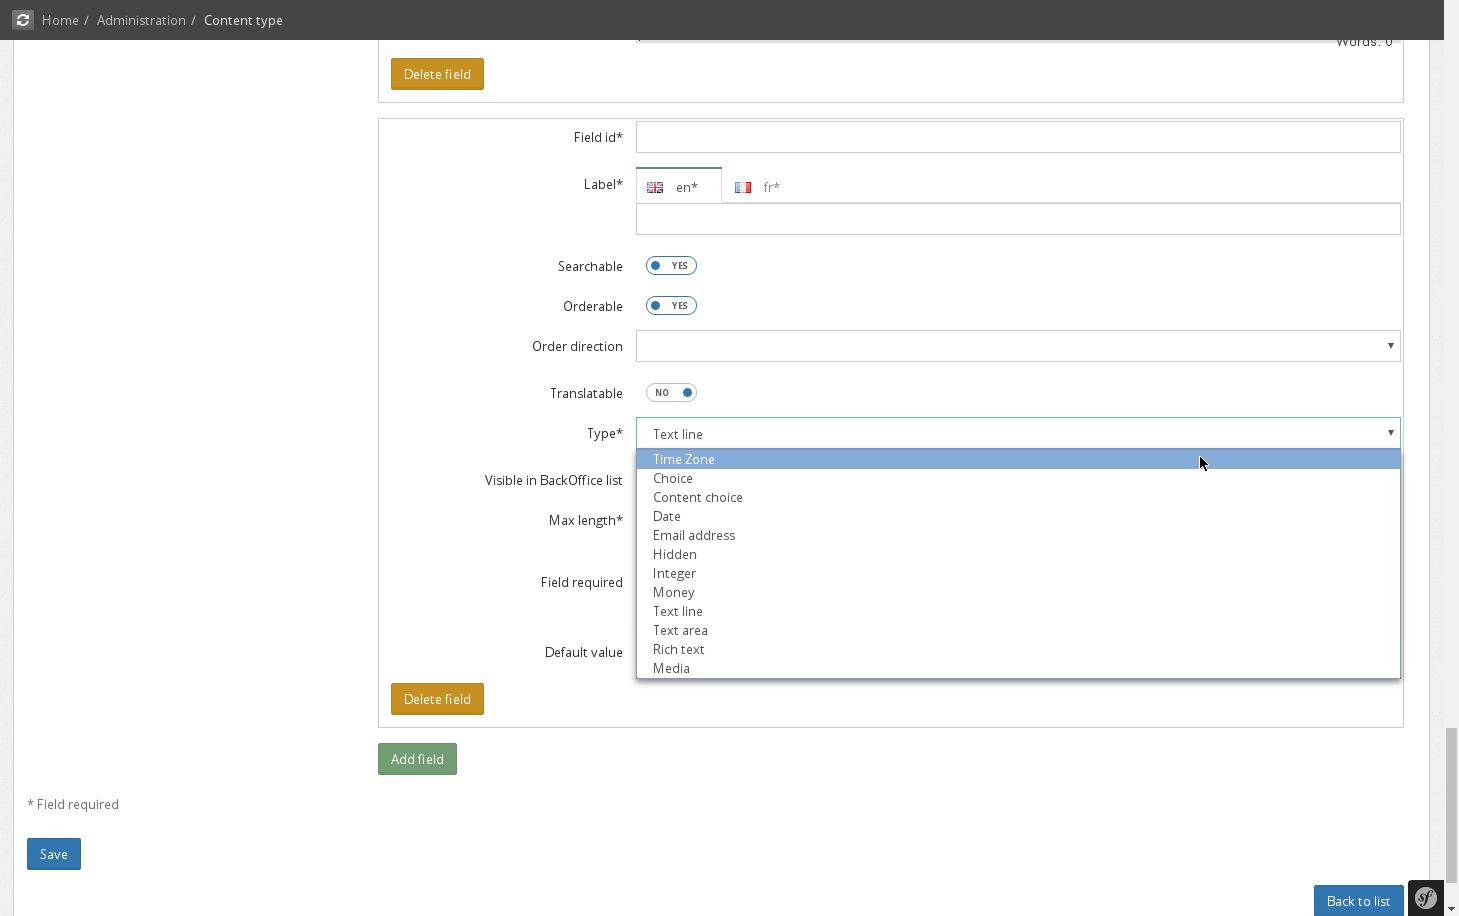 Home / Administration / Content type
Words: 0
Delete field
Field id*
Label*
en*
fr*
Searchable
YES
Orderable
YES
Order direction
Translatable
NO
Type*
Text line
Time Zone
Visible in BackOffice list
Choice
Content choice
Max length*
Date
Email address
Hidden
Field required
Integer
Money
Text line
Text area
Default value
Rich text
Media
Delete field
Add field
* Field required
Save
Back to list
sf